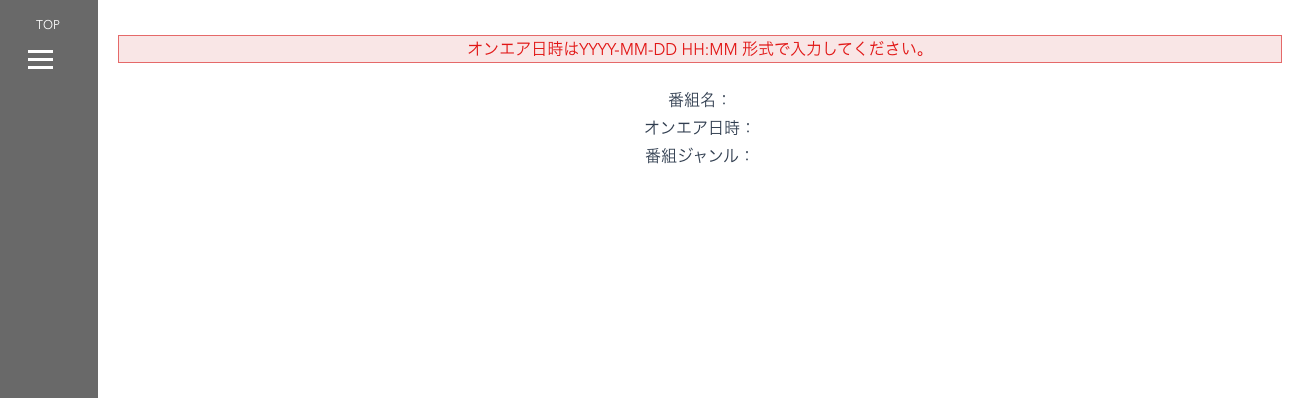 TOP
オンエア日時はYYYY-MM-DD HH:MM 形式で入力してください。
番組名：
オンエア日時：
番組ジャンル：